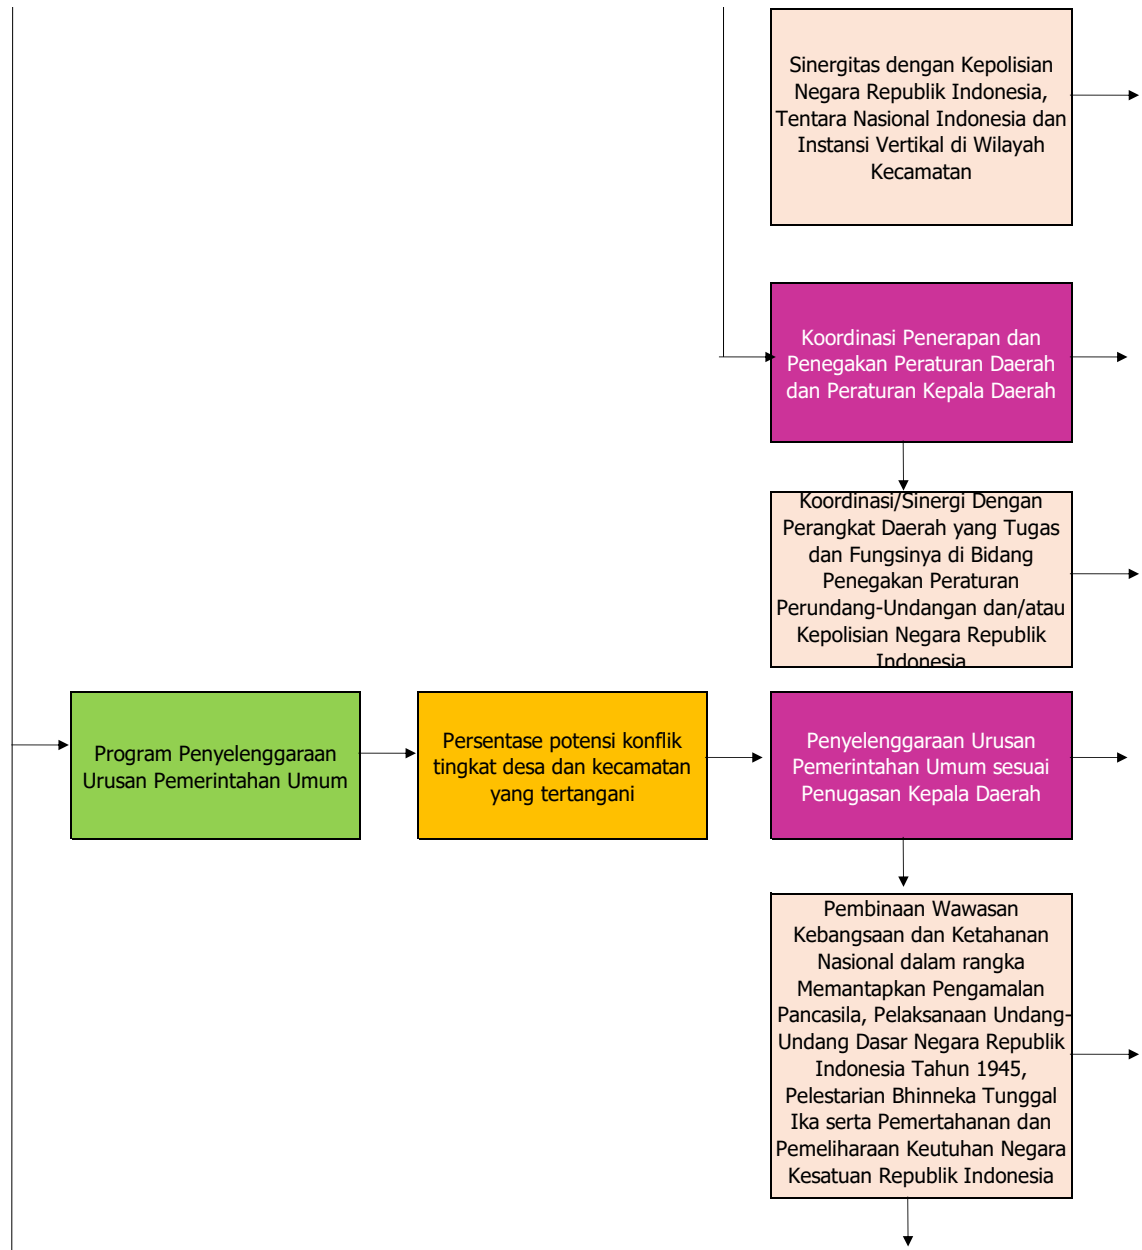 Sinergitas dengan Kepolisian
Negara Republik Indonesia,
Tentara Nasional Indonesia dan
Instansi Vertikal di Wilayah
Kecamatan
Koordinasi Penerapan dan
Penegakan Peraturan Daerah
dan Peraturan Kepala Daerah
Koordinasi/Sinergi Dengan
Perangkat Daerah yang Tugas
dan Fungsinya di Bidang
Penegakan Peraturan
Perundang-Undangan dan/atau
Kepolisian Negara Republik
Indonesia
Program Penyelenggaraan
Urusan Pemerintahan Umum
Persentase potensi konflik
tingkat desa dan kecamatan
yang tertangani
Penyelenggaraan Urusan
Pemerintahan Umum sesuai
Penugasan Kepala Daerah
Pembinaan Wawasan
Kebangsaan dan Ketahanan
Nasional dalam rangka
Memantapkan Pengamalan
Pancasila, Pelaksanaan Undang-
Undang Dasar Negara Republik
Indonesia Tahun 1945,
Pelestarian Bhinneka Tunggal
Ika serta Pemertahanan dan
Pemeliharaan Keutuhan Negara
Kesatuan Republik Indonesia